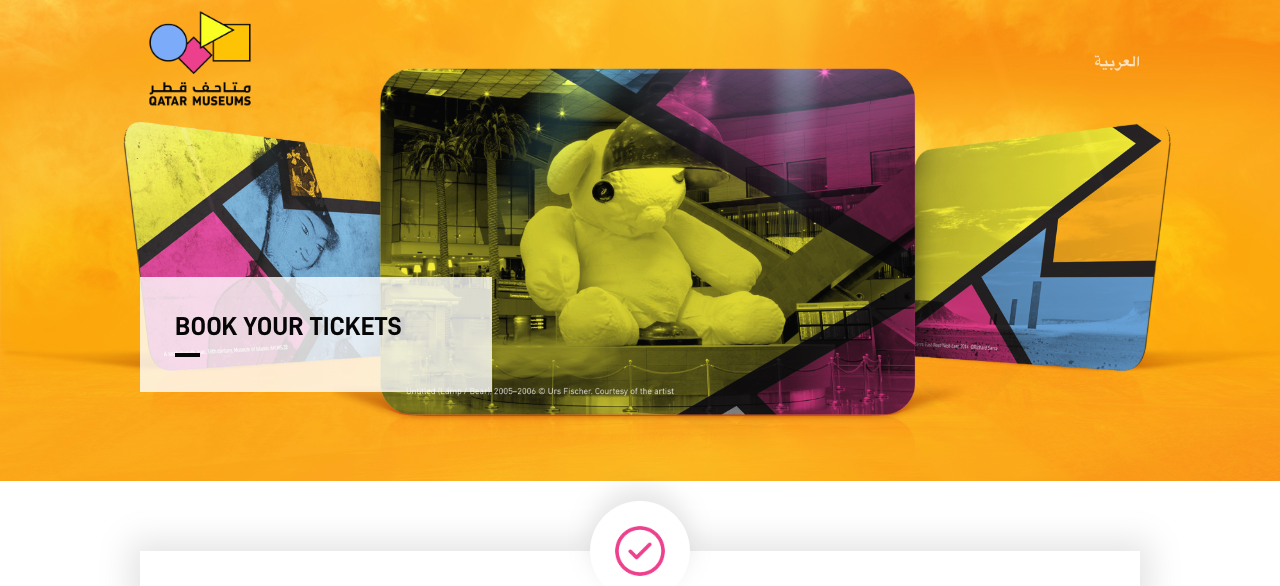 متاحف قطر
QATAR MUSEUMS
العربية
BOOK YOUR TICKETS
Untitled (Lamp / Bear), 2005–2006 © Urs Fischer. Courtesy of the artist